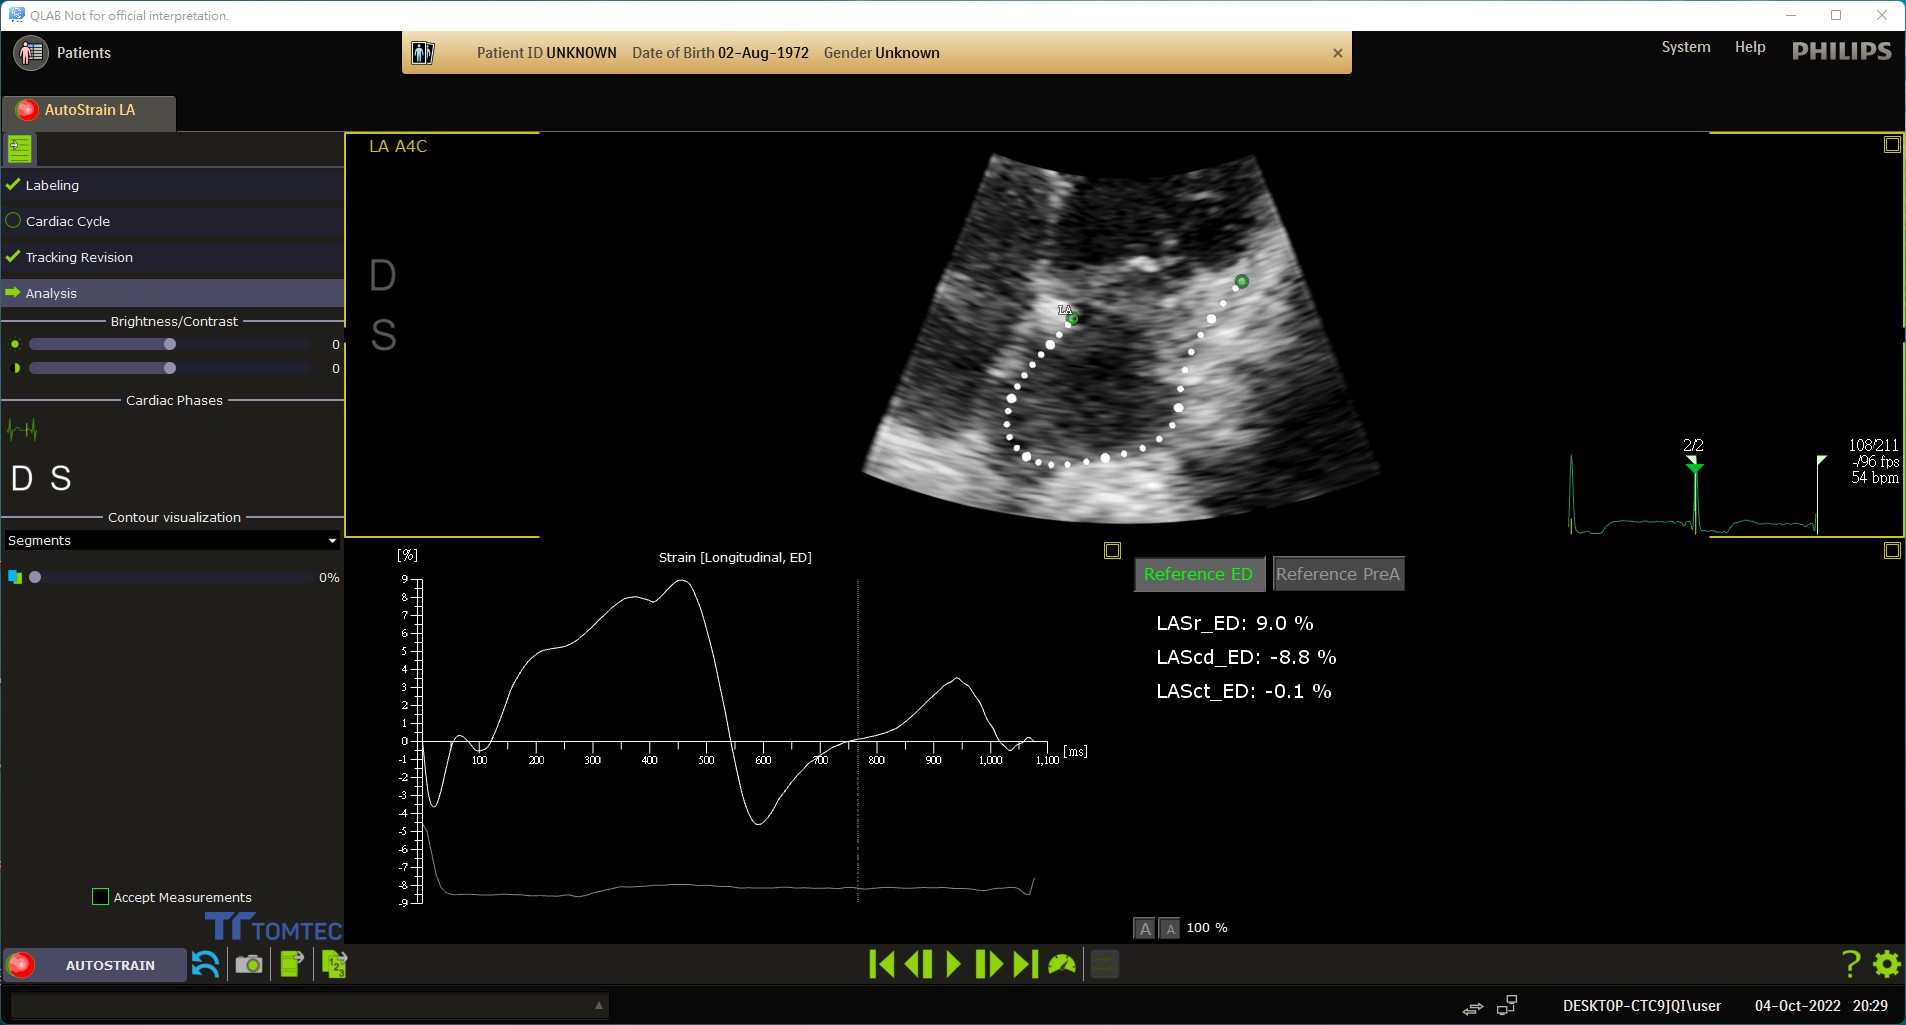 QLAB Not for official interpretation.
Patients
Patient ID UNKNOWN Date of Birth 02-Aug-1972 Gender Unknown
System Help PHILIPS
AutoStrain LA
Labeling
Cardiac Cycle
Tracking Revision
Analysis
Brightness/Contrast
0
0
Cardiac Phases
D S
Contour visualization
Segments
0%
Accept Measurements
TOMTEC
LA A4C
D
S
LA
2/2
108/211
-/96 fps
54 bpm
[%]
Strain [Longitudinal, ED]
9
8
7
6
5
4
3
2
1
0
-1
-2
-3
-4
-5
-6
-7
-8
-9
100 200 300 400 500 600 700 800 900 1,000 1,100 [ms]
Reference ED Reference PreA
LASr_ED: 9.0 %
LAScd_ED: -8.8 %
LASct_ED: -0.1 %
A A 100 %
AUTOSTRAIN
1 2 3
?
DESKTOP-CTC9JQI\user 04-Oct-2022 20:29